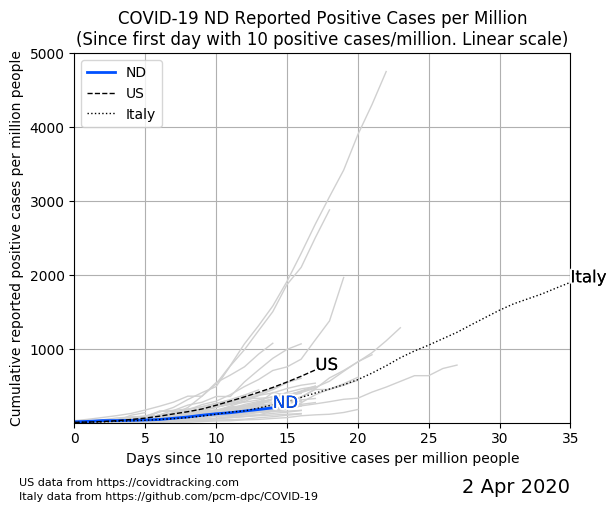 COVID-19 ND Reported Positive Cases per Million
(Since first day with 10 positive cases/million. Linear scale)
Cumulative reported positive cases per million people
5000
4000
3000
2000
1000
ND
US
Italy
Italy
US
ND
0 5 10 15 20 25 30 35
Days since 10 reported positive cases per million people
US data from https://covidtracking.com
Italy data from https://github.com/pcm-dpc/COVID-19
2 Apr 2020